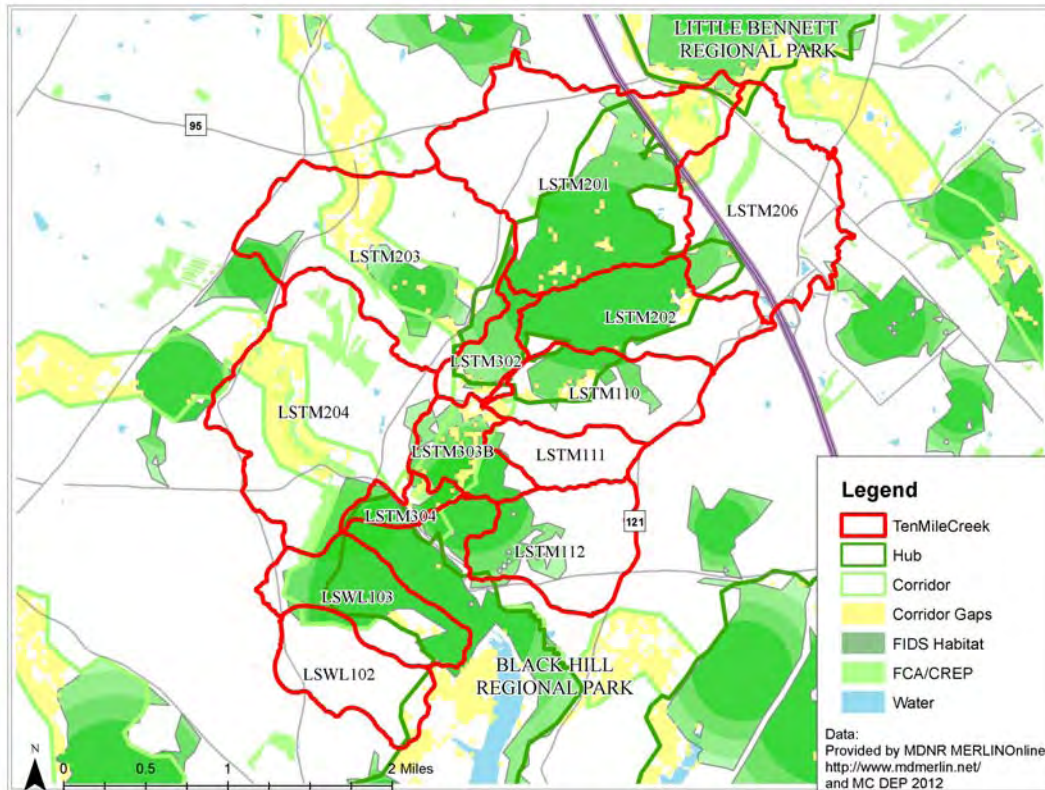 LITTLE BENNETT
REGIONAL PARK
95
LSTM201
LSTM206
LSTM203
LSTM202
LSTM302
LSTM110
LSTM204
LSTM303B
LSTM111
LSTM304
121
LSTM112
LSWL103
LSWL102
BLACK HILL
REGIONAL PARK
Legend
TenMileCreek
Hub
Corridor
Corridor Gaps
FIDS Habitat
FCA/CREP
Water
Data:
Provided by MDNR MERLINOnline
http://www.mdmerlin.net/
and MC DEP 2012
N
0 0.5 1 2 Miles